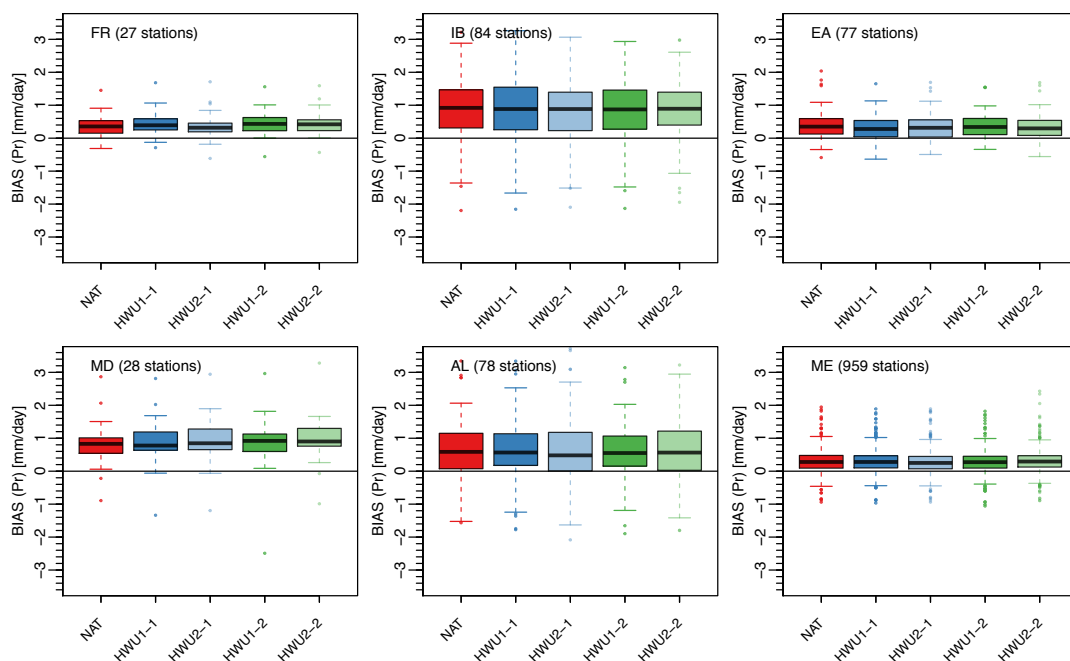 FR (27 stations)
BIAS (Pr) [mm/day]
3
2
1
0
−1
−2
−3
NAT
HWU1−1
HWU2−1
HWU1−2
HWU2−2
IB (84 stations)
BIAS (Pr) [mm/day]
3
2
1
0
−1
−2
−3
NAT
HWU1−1
HWU2−1
HWU1−2
HWU2−2
EA (77 stations)
BIAS (Pr) [mm/day]
3
2
1
0
−1
−2
−3
NAT
HWU1−1
HWU2−1
HWU1−2
HWU2−2
MD (28 stations)
BIAS (Pr) [mm/day]
3
2
1
0
−1
−2
−3
NAT
HWU1−1
HWU2−1
HWU1−2
HWU2−2
AL (78 stations)
BIAS (Pr) [mm/day]
3
2
1
0
−1
−2
−3
NAT
HWU1−1
HWU2−1
HWU1−2
HWU2−2
ME (959 stations)
BIAS (Pr) [mm/day]
3
2
1
0
−1
−2
−3
NAT
HWU1−1
HWU2−1
HWU1−2
HWU2−2